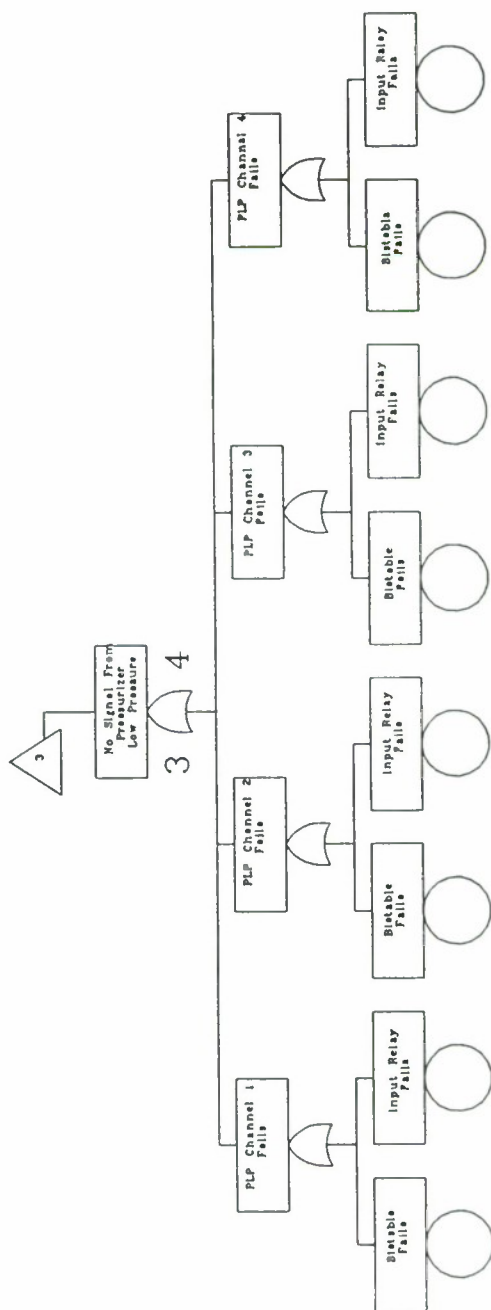 3
No Signal From
Pressurizer
Low Pressure
3 4
PLP Channel 1
Fails
PLP Channel 2
Fails
PLP Channel 3
Fails
PLP Channel 4
Fails
Bistable
Fails
Input Relay
Fails
Bistable
Fails
Input Relay
Fails
Bistable
Fails
Input Relay
Fails
Bistable
Fails
Input Relay
Fails